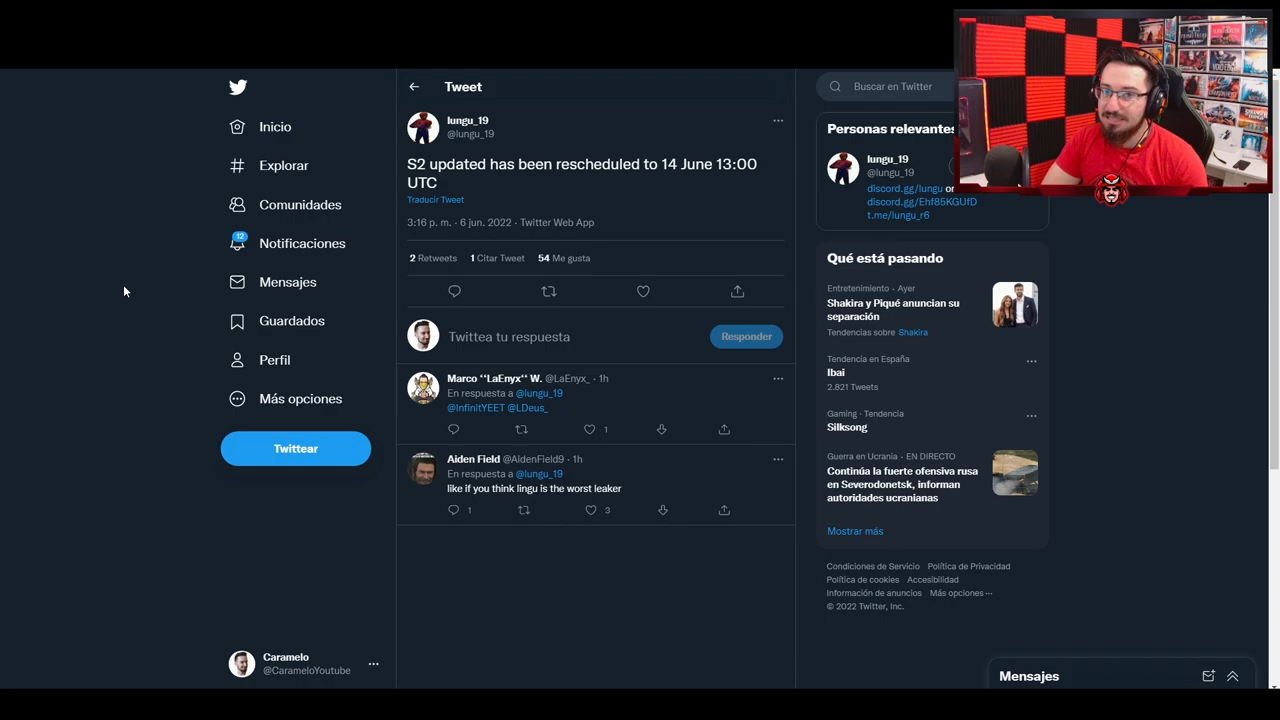 Inicio
Explorar
Comunidades
12
Notificaciones
Mensajes
Guardados
Perfil
Más opciones
Twittear
Caramelo
@CarameloYoutube
Tweet
lungu_19
@lungu_19
S2 updated has been rescheduled to 14 June 13:00
UTC
Traducir Tweet
3:16 p. m. · 6 jun. 2022 · Twitter Web App
2 Retweets 1 Citar Tweet 54 Me gusta
Twittea tu respuesta
Responder
Marco “LaEnyx“ W. @LaEnyx_ · 1h
En respuesta a @lungu_19
@InfinitYEET @LDeus_
1
Aiden Field @AidenField9 · 1h
En respuesta a @lungu_19
like if you think lingu is the worst leaker
1 3
Buscar en Twitter
Personas relevantes
lungu_19
@lungu_19
discord.gg/lungu or
discord.gg/Ehf85KGUfD
t.me/lungu_r6
Qué está pasando
Entretenimiento · Ayer
Shakira y Piqué anuncian su
separación
Tendencias sobre Shakira
Tendencia en España
Ibai
2.821 Tweets
Gaming · Tendencia
Silksong
Guerra en Ucrania · EN DIRECTO
Continúa la fuerte ofensiva rusa
en Severodonetsk, informan
autoridades ucranianas
Mostrar más
Condiciones de Servicio Política de Privacidad
Política de cookies Accesibilidad
Información de anuncios Más opciones ···
© 2022 Twitter, Inc.
Mensajes